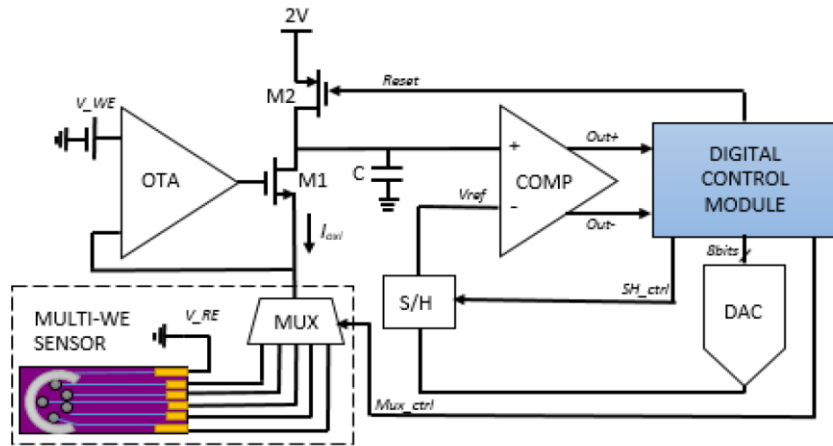 2V
Reset
M2
V_WE
OTA
M1
C
I_oxi
+
-
COMP
Out+
Out-
Vref
DIGITAL
CONTROL
MODULE
8bits
S/H
SH_ctrl
DAC
MULTI-WE
SENSOR
V_RE
MUX
Mux_ctrl